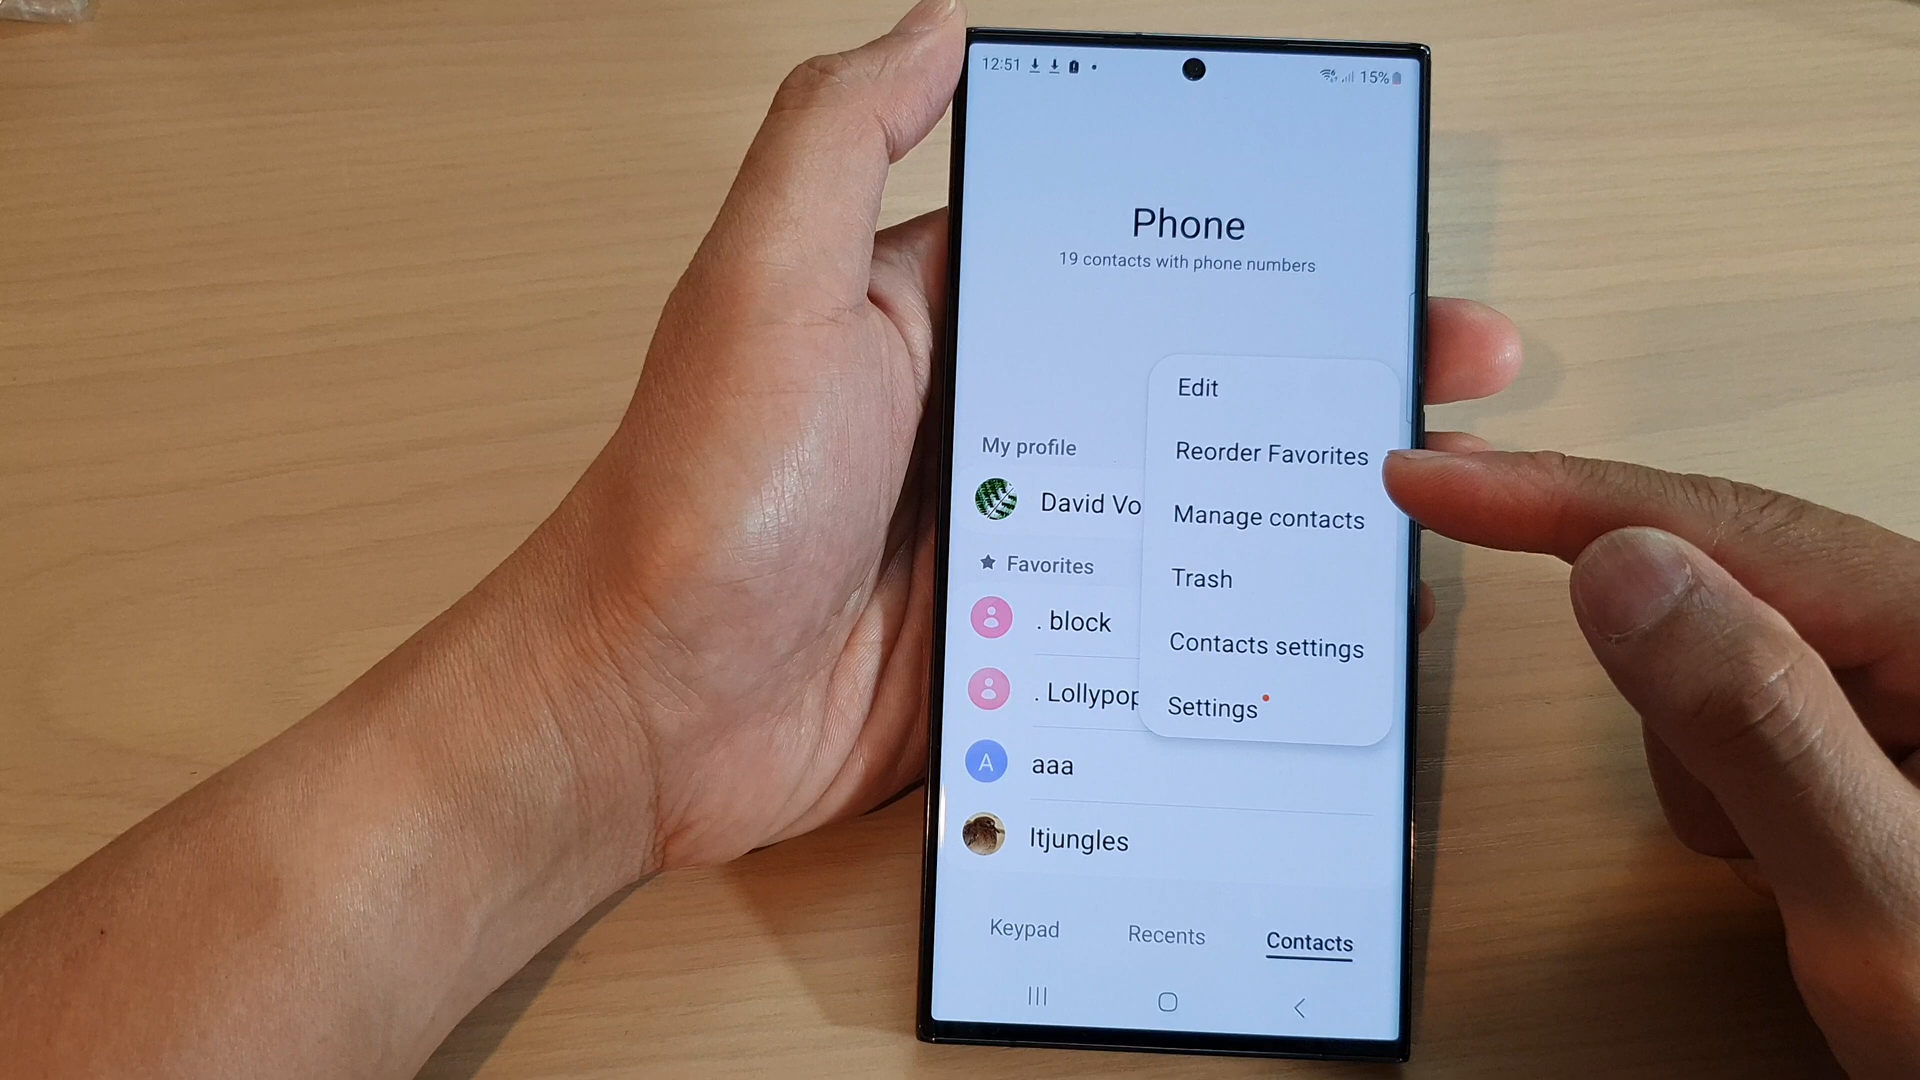 12:51
15%
Phone
19 contacts with phone numbers
Edit
Reorder Favorites
Manage contacts
Trash
Contacts settings
Settings
My profile
David Vo
Favorites
. block
. Lollypop
A aaa
Itjungles
Keypad Recents Contacts